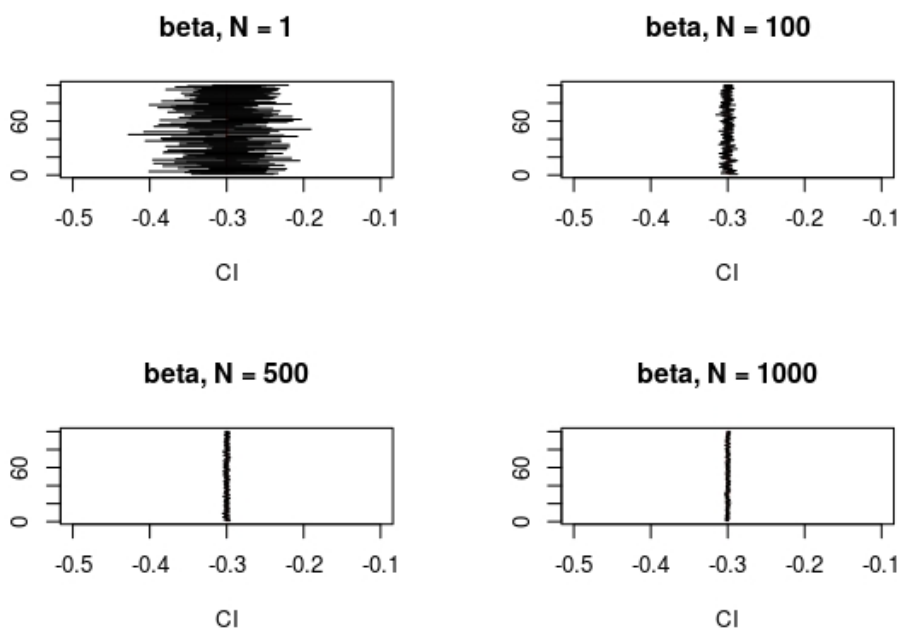 beta, N = 1
60
0
-0.5 -0.4 -0.3 -0.2 -0.1
CI
beta, N = 100
60
0
-0.5 -0.4 -0.3 -0.2 -0.1
CI
beta, N = 500
60
0
-0.5 -0.4 -0.3 -0.2 -0.1
CI
beta, N = 1000
60
0
-0.5 -0.4 -0.3 -0.2 -0.1
CI